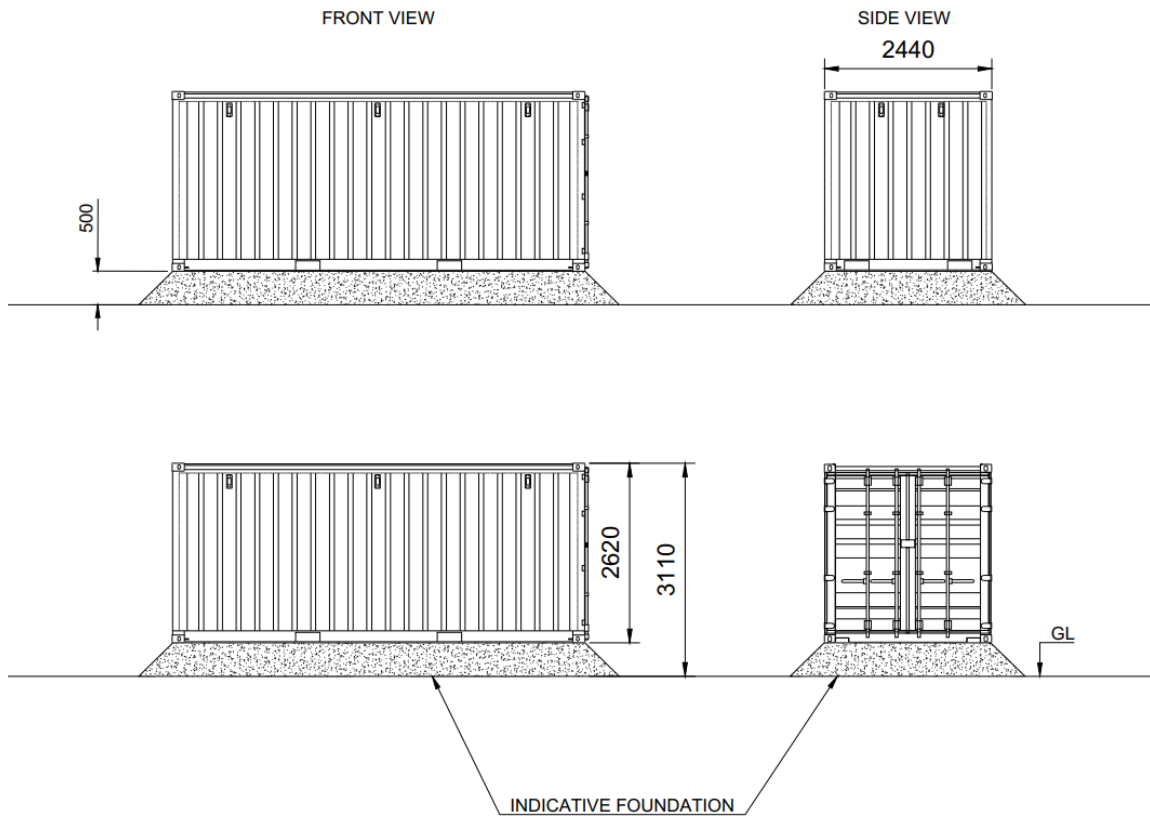 FRONT VIEW
SIDE VIEW
2440
500
2620
3110
GL
INDICATIVE FOUNDATION